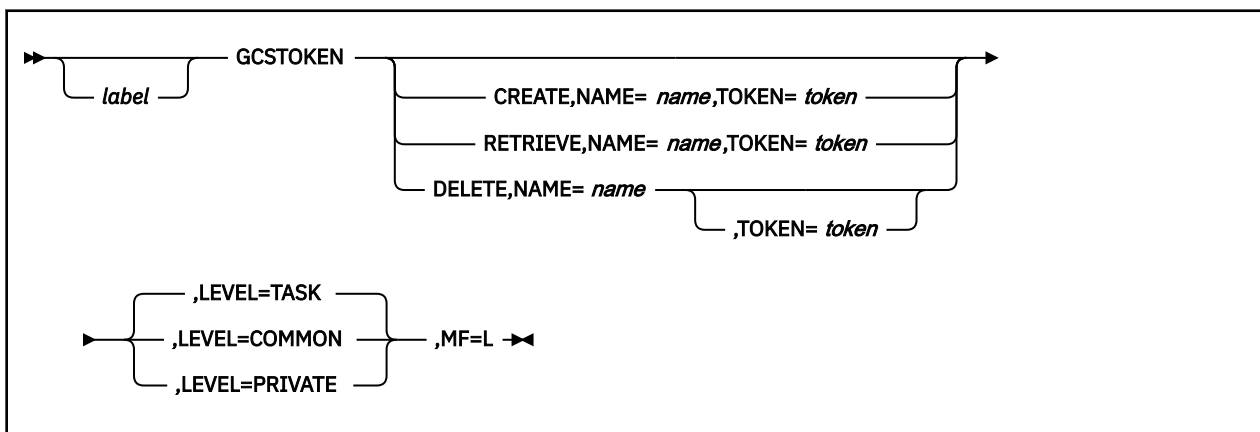 GCSTOKEN
label
CREATE,NAME= name,TOKEN= token
RETRIEVE,NAME= name,TOKEN= token
DELETE,NAME= name
,TOKEN= token
,LEVEL=TASK
,LEVEL=COMMON ,MF=L
,LEVEL=PRIVATE